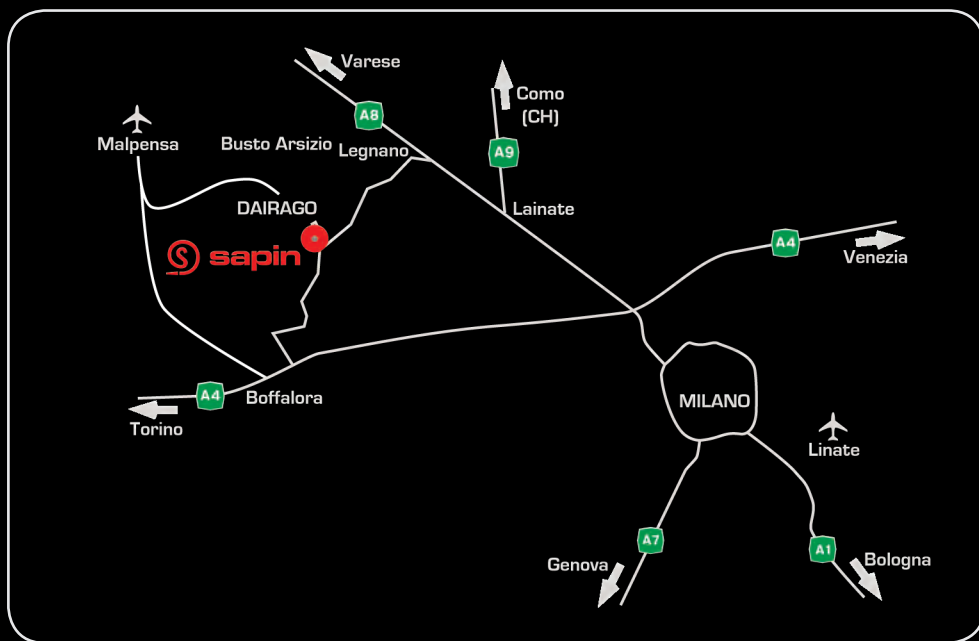 Varese
A8
Como
(CH)
A9
Malpensa
Busto Arsizio
Legnano
DAIRAGO
Lainate
sapin
A4
Venezia
A4
Boffalora
Torino
MILANO
Linate
A7
Genova
A1
Bologna